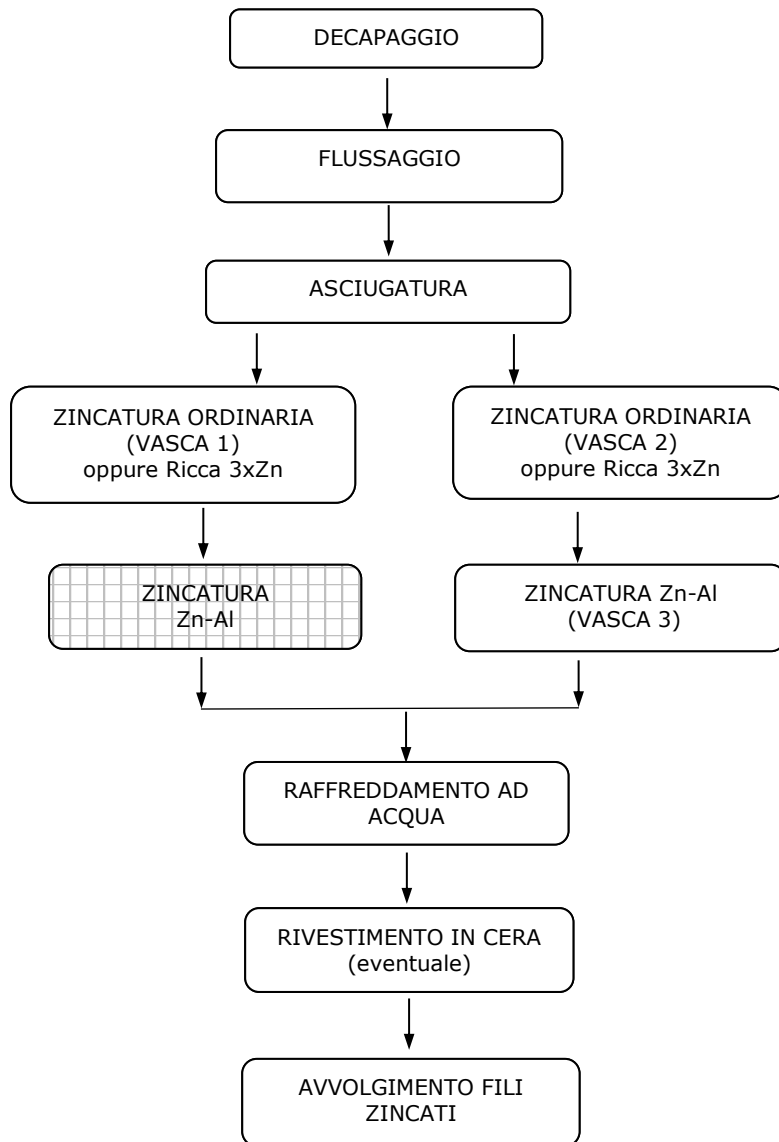 DECAPAGGIO
FLUSSAGGIO
ASCIUGATURA
ZINCATURA ORDINARIA
(VASCA 1)
oppure Ricca 3xZn
ZINCATURA ORDINARIA
(VASCA 2)
oppure Ricca 3xZn
ZINCATURA
Zn-Al
ZINCATURA Zn-Al
(VASCA 3)
RAFFREDDAMENTO AD
ACQUA
RIVESTIMENTO IN CERA
(eventuale)
AVVOLGIMENTO FILI
ZINCATI